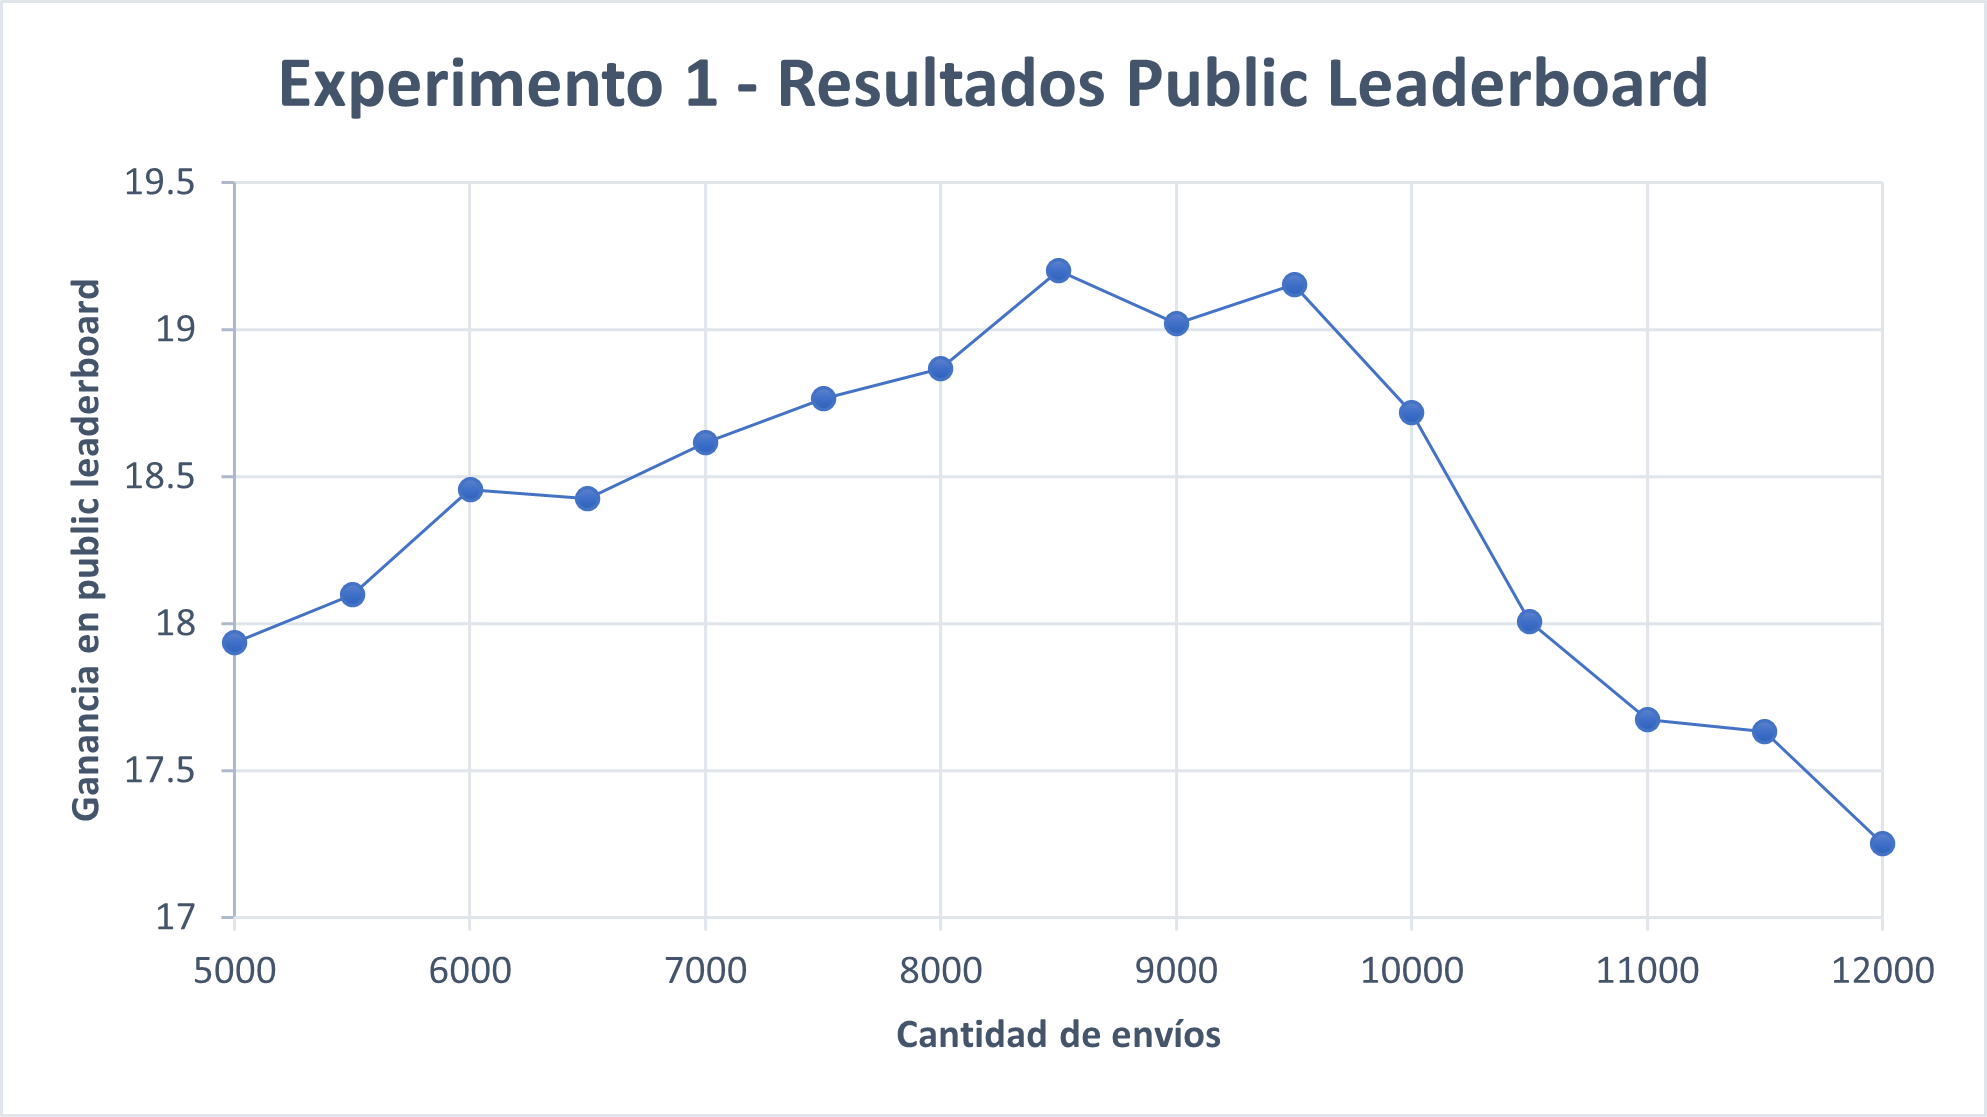 Experimento 1 - Resultados Public Leaderboard
Ganancia en public leaderboard
19.5
19
18.5
18
17.5
17
5000 6000 7000 8000 9000 10000 11000 12000
Cantidad de envíos